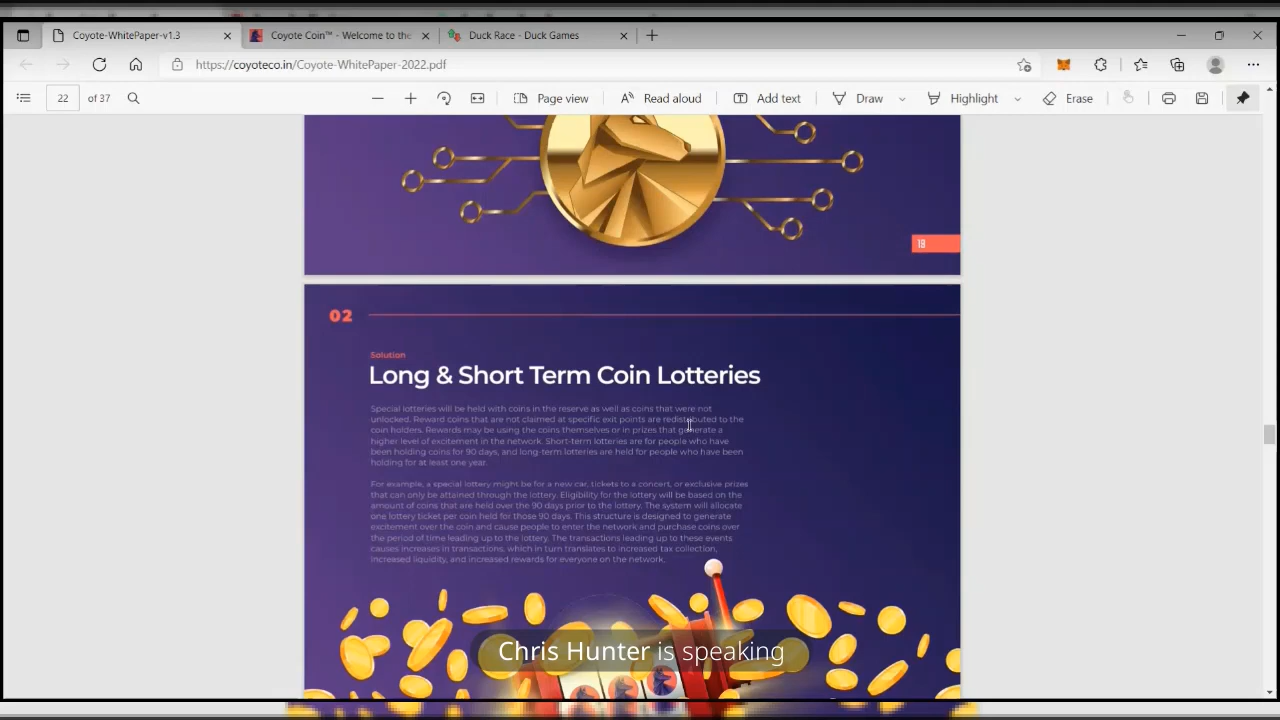 Coyote-WhitePaper-v1.3
Coyote Coin™ - Welcome to the
Duck Race - Duck Games
https://coyoteco.in/Coyote-WhitePaper-2022.pdf
22 of 37
Page view
Read aloud
Add text
Draw
Highlight
Erase
19
02
Solution
Long & Short Term Coin Lotteries
Special lotteries will be held with coins in the reserve as well as coins that were not
unlocked. Reward coins that are not claimed at specific exit points are redistributed to the
coin holders. Rewards may be using the coins themselves or in prizes that generate a
higher level of excitement in the network. Short-term lotteries are for people who have
been holding coins for 90 days, and long-term lotteries are held for people who have been
holding for at least one year.
For example, a special lottery might be for a new car, tickets to a concert, or exclusive prizes
that can only be attained through the lottery. Eligibility for the lottery will be based on the
amount of coins that are held over the 90 days prior to the lottery. The system will allocate
one lottery ticket per coin held for those 90 days. This structure is designed to generate
excitement over the coin and cause people to enter the network and purchase coins over
the period of time leading up to the lottery. The transactions leading up to these events
causes increases in transactions, which in turn translates to increased tax collection,
increased liquidity, and increased rewards for everyone on the network.
Chris Hunter is speaking